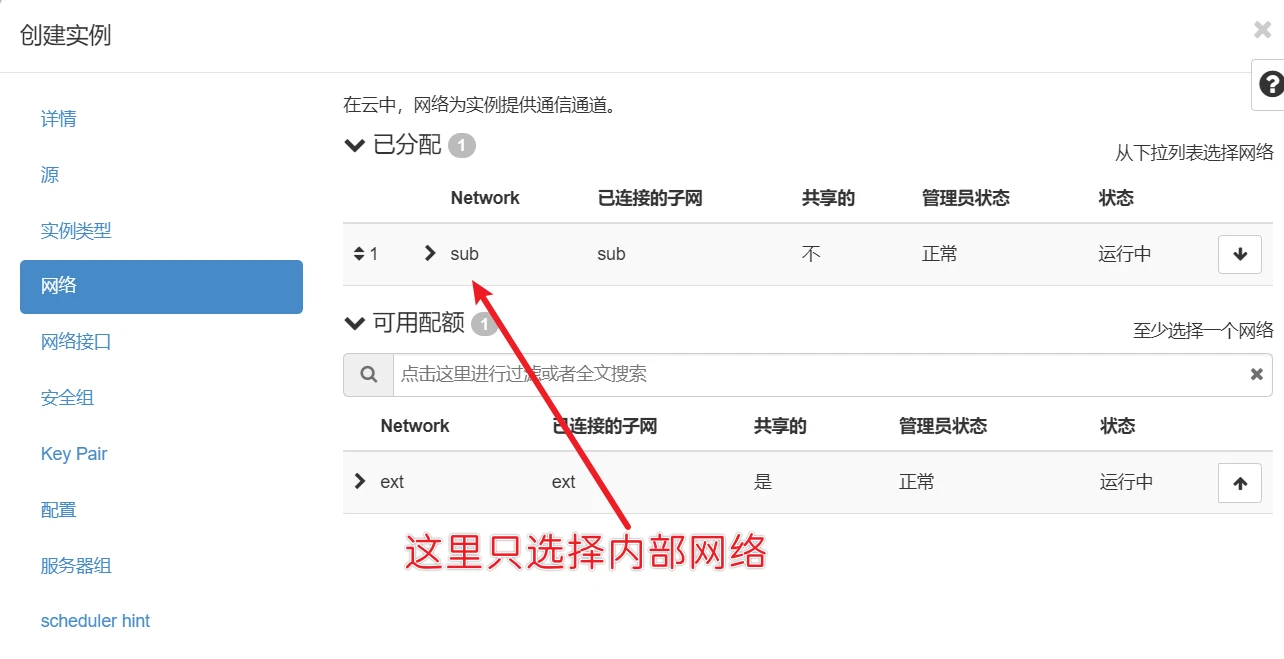 创建实例
详情
源
实例类型
网络
网络接口
安全组
Key Pair
配置
服务器组
scheduler hint
在云中，网络为实例提供通信通道。
已分配 1
从下拉列表选择网络
Network 已连接的子网 共享的 管理员状态 状态
1 sub sub 不 正常 运行中
可用配额 1
至少选择一个网络
点击这里进行过滤或者全文搜索
Network 已连接的子网 共享的 管理员状态 状态
ext ext 是 正常 运行中
这里只选择内部网络